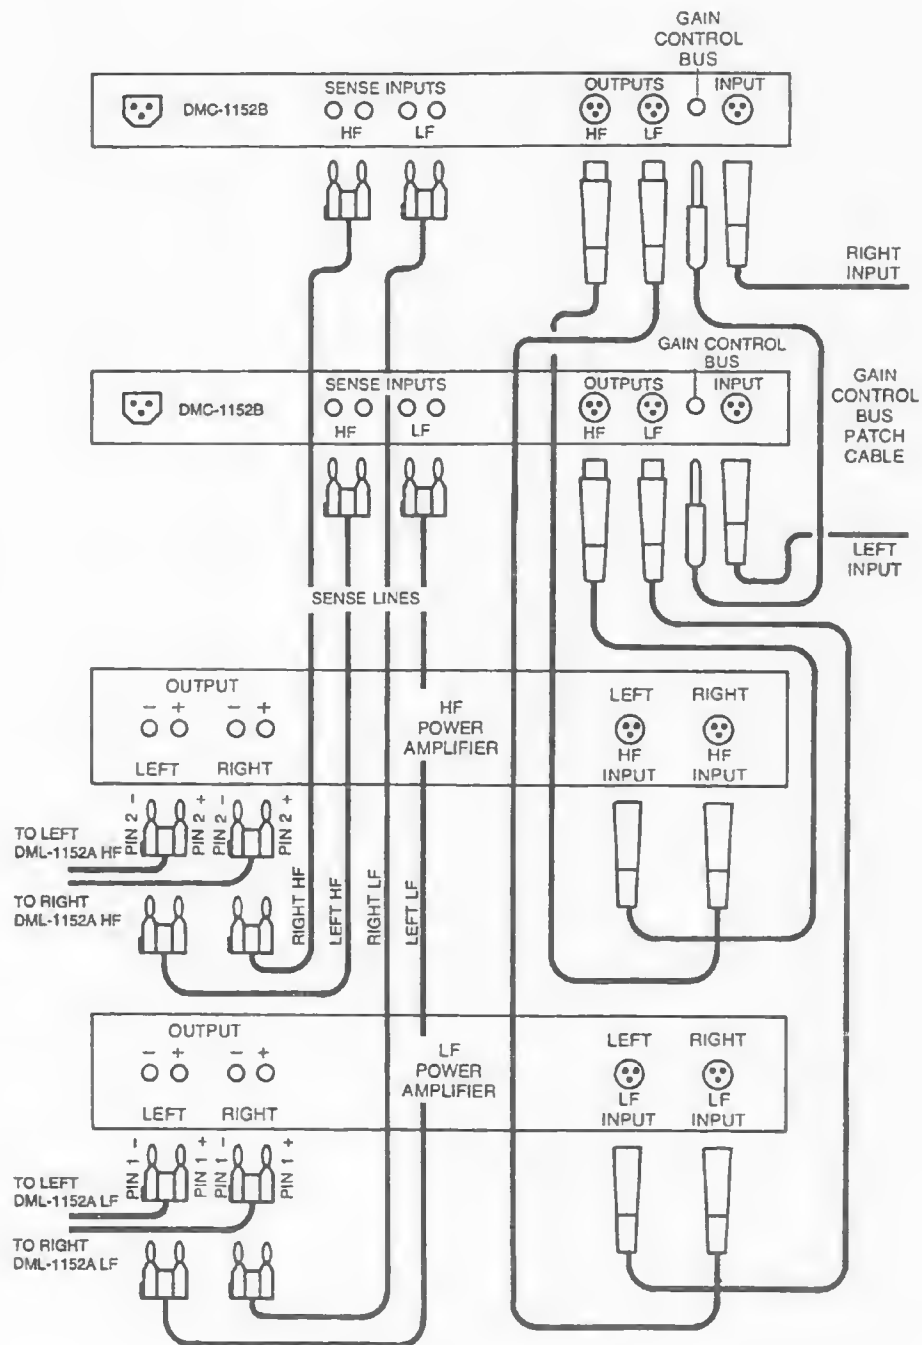 GAIN
CONTROL
BUS
SENSE INPUTS
OUTPUTS
INPUT
DMC-1152B
HF
LF
HF
LF
RIGHT
INPUT
GAIN CONTROL
BUS
SENSE INPUTS
OUTPUTS
INPUT
DMC-1152B
HF
LF
HF
LF
GAIN
CONTROL
BUS
PATCH
CABLE
LEFT
INPUT
SENSE LINES
OUTPUT
- +
- +
LEFT
RIGHT
HF
POWER
AMPLIFIER
LEFT
RIGHT
HF
INPUT
HF
INPUT
PIN 2 -
PIN 2 +
PIN 2 -
PIN 2 +
TO LEFT
DML-1152A HF
TO RIGHT
DML-1152A HF
RIGHT HF
LEFT HF
RIGHT LF
LEFT LF
OUTPUT
- +
- +
LEFT
RIGHT
LF
POWER
AMPLIFIER
LEFT
RIGHT
LF
INPUT
LF
INPUT
PIN 1 -
PIN 1 +
PIN 1 -
PIN 1 +
TO LEFT
DML-1152A LF
TO RIGHT
DML-1152A LF